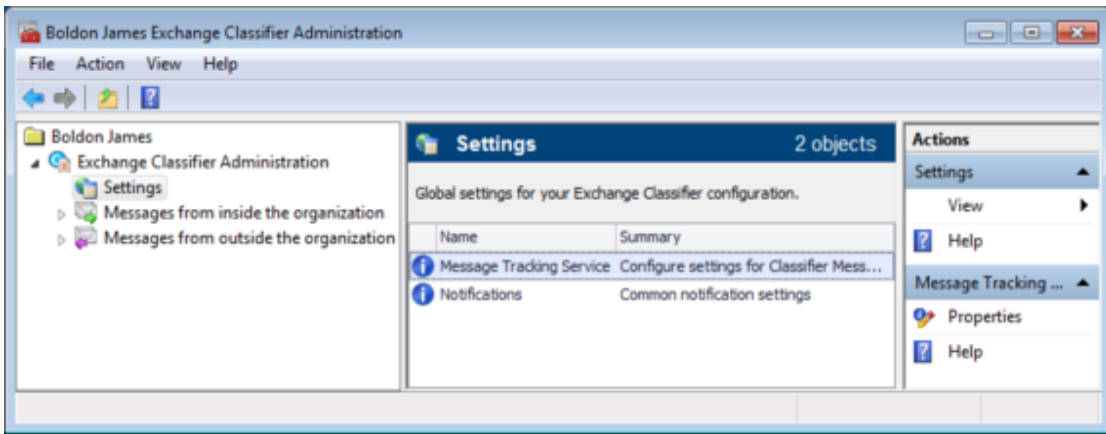 Boldon James Exchange Classifier Administration
File Action View Help
Boldon James
Exchange Classifier Administration
Settings
Messages from inside the organization
Messages from outside the organization
Settings 2 objects
Global settings for your Exchange Classifier configuration.
Name Summary
Message Tracking Service Configure settings for Classifier Mess...
Notifications Common notification settings
Actions
Settings
View
Help
Message Tracking ...
Properties
Help